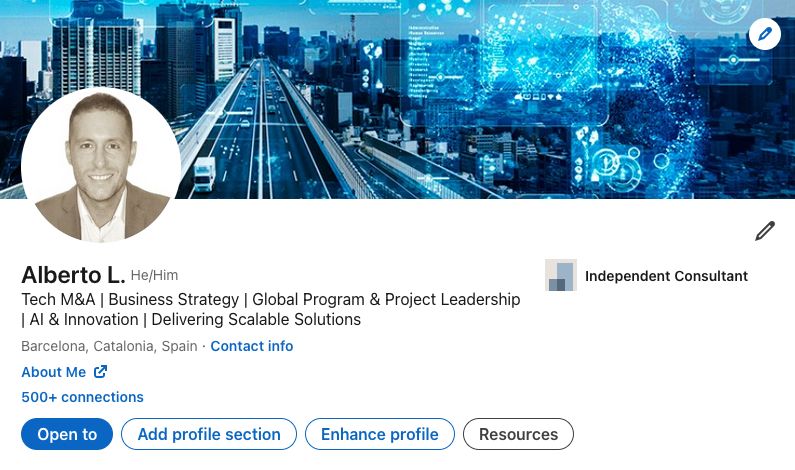 Alberto L. He/Him
Independent Consultant
Tech M&A | Business Strategy | Global Program & Project Leadership
| AI & Innovation | Delivering Scalable Solutions
Barcelona, Catalonia, Spain · Contact info
About Me
500+ connections
Open to
Add profile section
Enhance profile
Resources